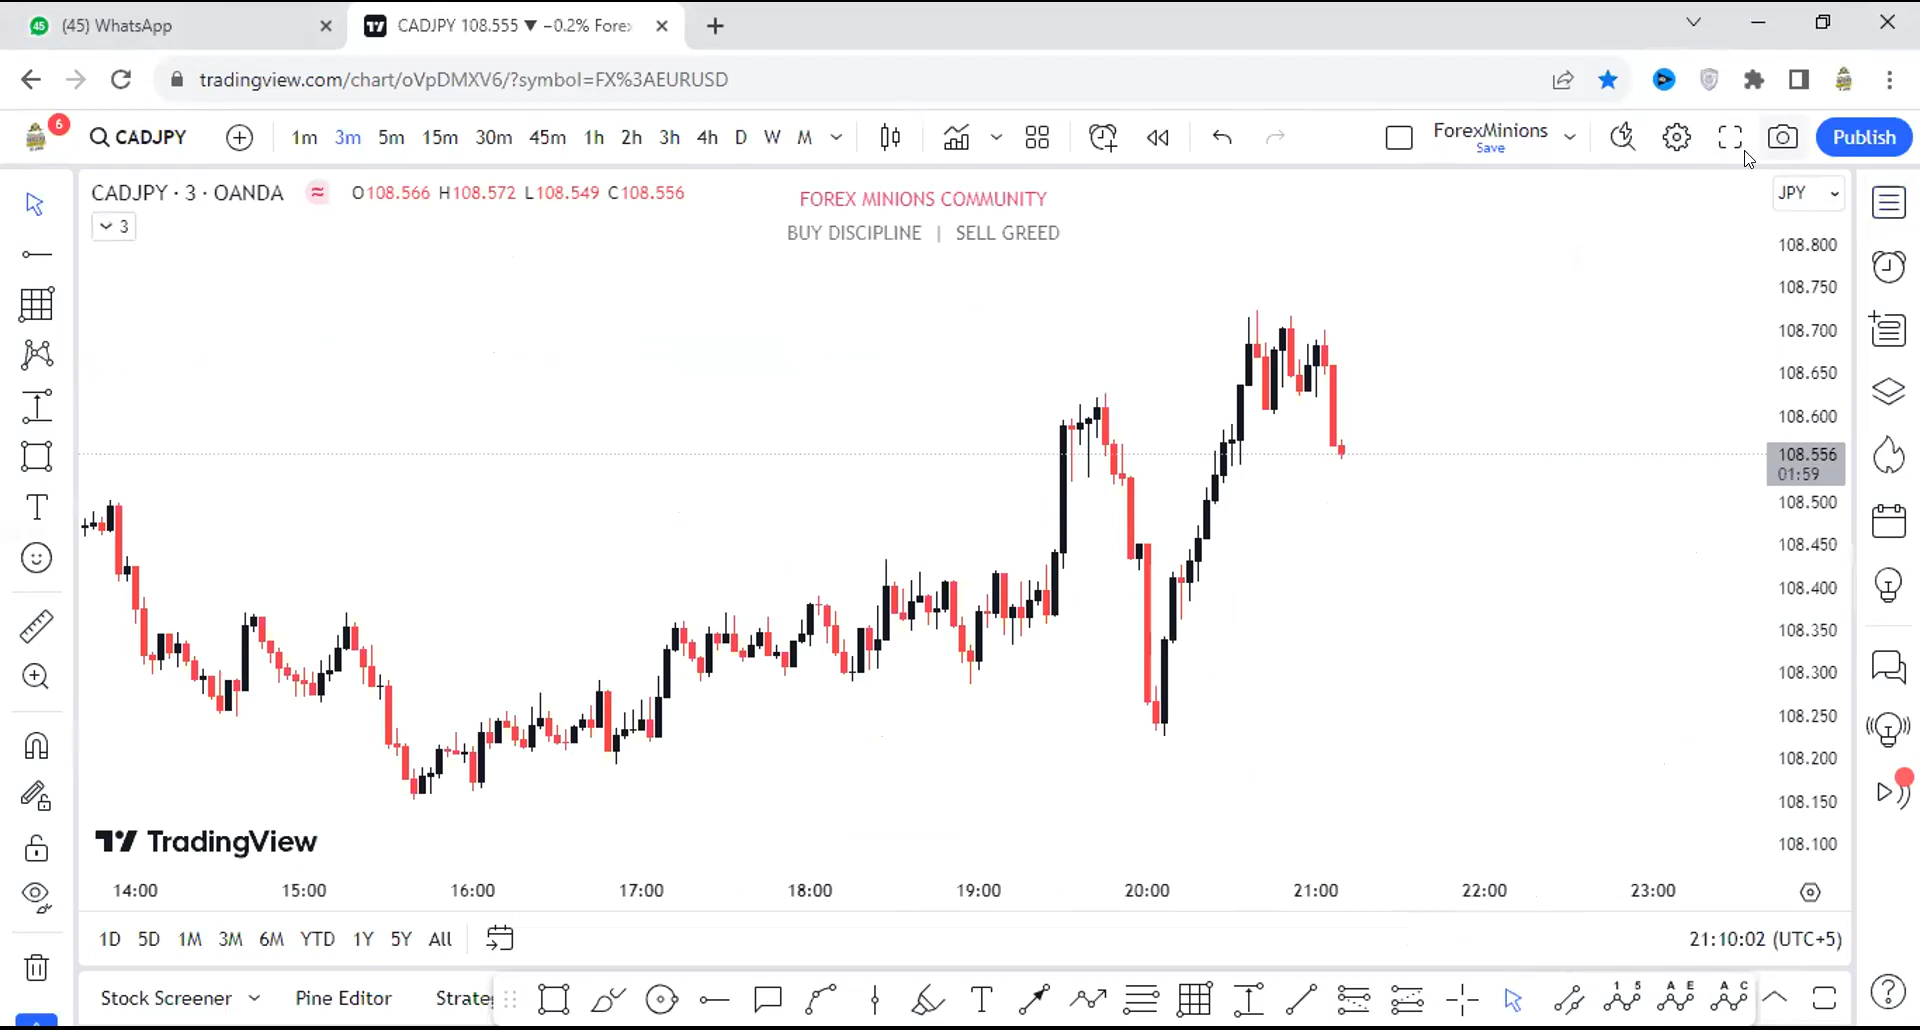 45 (45) WhatsApp
CADJPY 108.555 ▼ −0.2% Forex
tradingview.com/chart/oVpDMXV6/?symbol=FX%3AEURUSD
6 CADJPY 1m 3m 5m 15m 30m 45m 1h 2h 3h 4h D W M ForexMinions Publish
Save
CADJPY · 3 · OANDA ≈ O108.566 H108.572 L108.549 C108.556
3
FOREX MINIONS COMMUNITY
BUY DISCIPLINE | SELL GREED
JPY
108.800
108.750
108.700
108.650
108.600
108.556
01:59
108.500
108.450
108.400
108.350
108.300
108.250
108.200
108.150
108.100
TradingView
14:00 15:00 16:00 17:00 18:00 19:00 20:00 21:00 22:00 23:00
1D 5D 1M 3M 6M YTD 1Y 5Y All 21:10:02 (UTC+5)
Stock Screener Pine Editor Strate